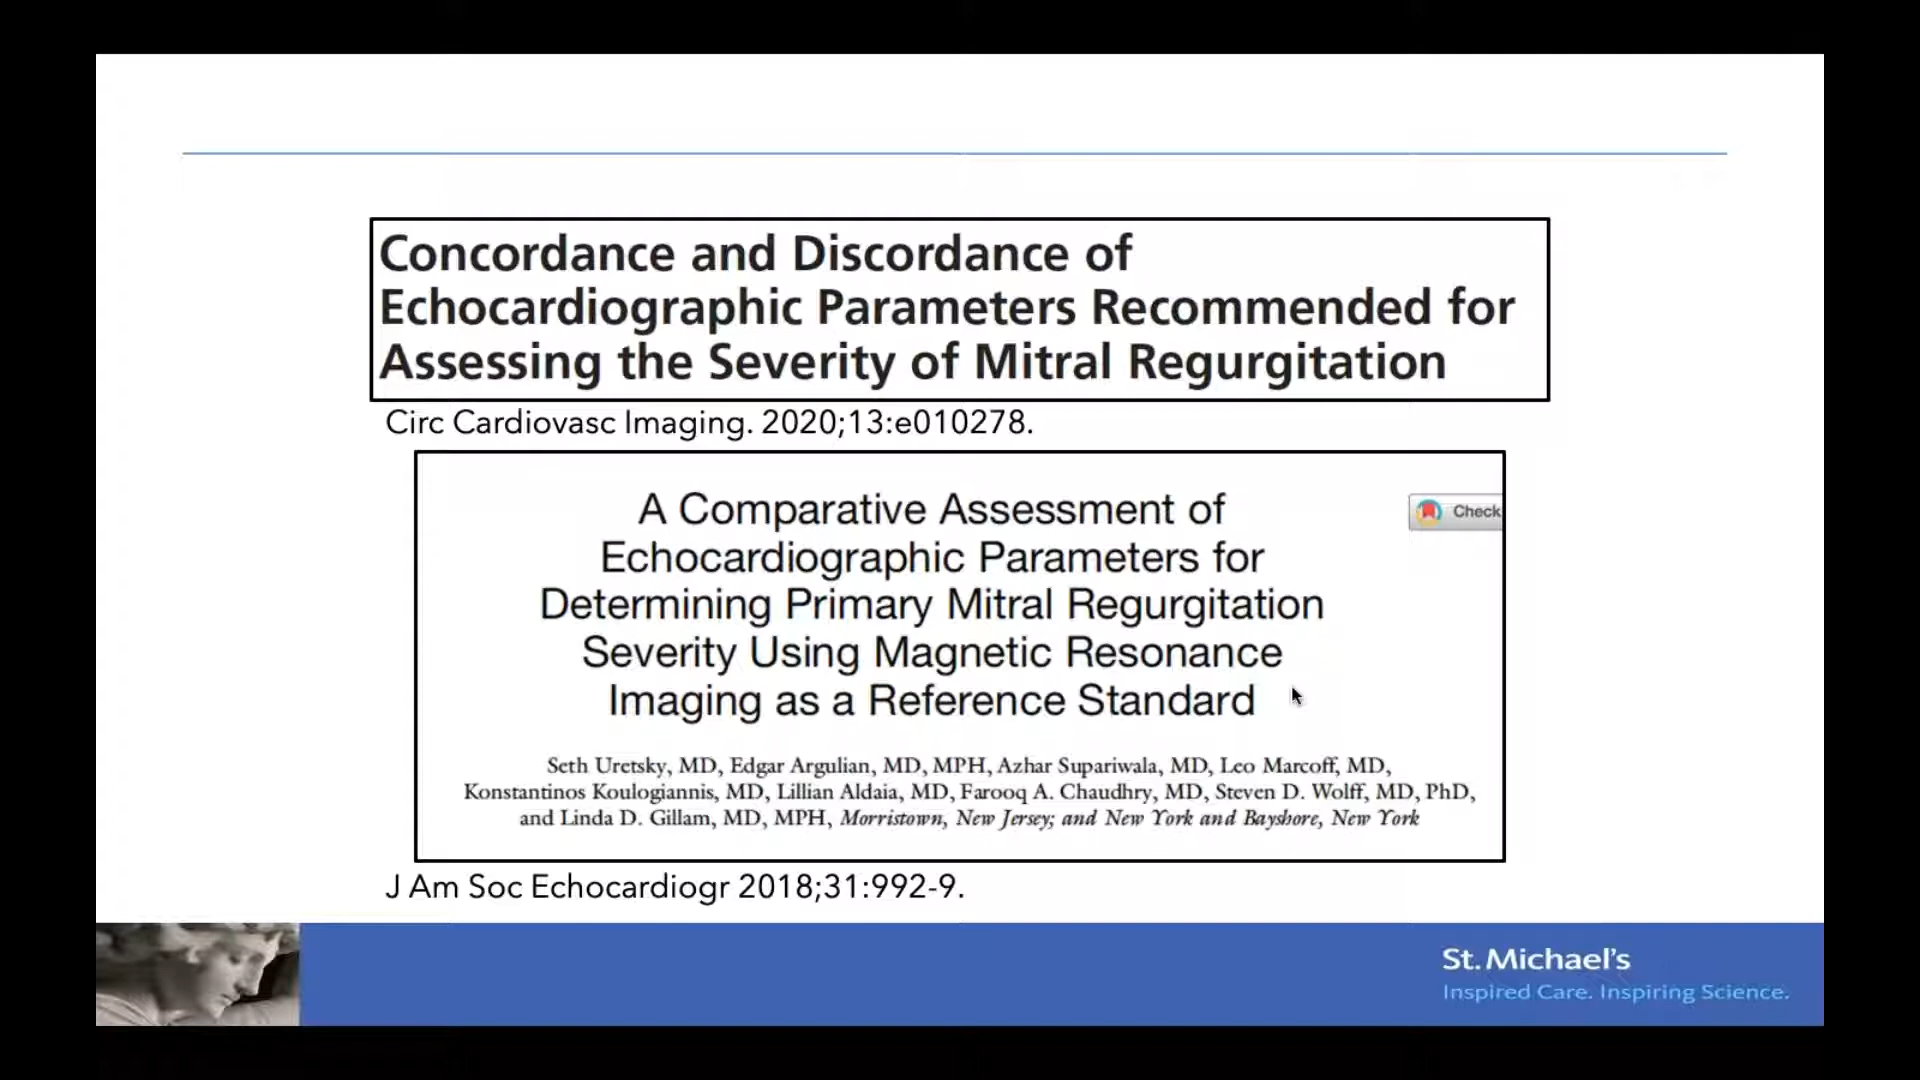 Concordance and Discordance of
Echocardiographic Parameters Recommended for
Assessing the Severity of Mitral Regurgitation
Circ Cardiovasc Imaging. 2020;13:e010278.
A Comparative Assessment of
Echocardiographic Parameters for
Determining Primary Mitral Regurgitation
Severity Using Magnetic Resonance
Imaging as a Reference Standard
Check
Seth Uretsky, MD, Edgar Argulian, MD, MPH, Azhar Supariwala, MD, Leo Marcoff, MD,
Konstantinos Koulogiannis, MD, Lillian Aldaia, MD, Farooq A. Chaudhry, MD, Steven D. Wolff, MD, PhD,
and Linda D. Gillam, MD, MPH, Morristown, New Jersey; and New York and Bayshore, New York
J Am Soc Echocardiogr 2018;31:992-9.
St. Michael's
Inspired Care. Inspiring Science.